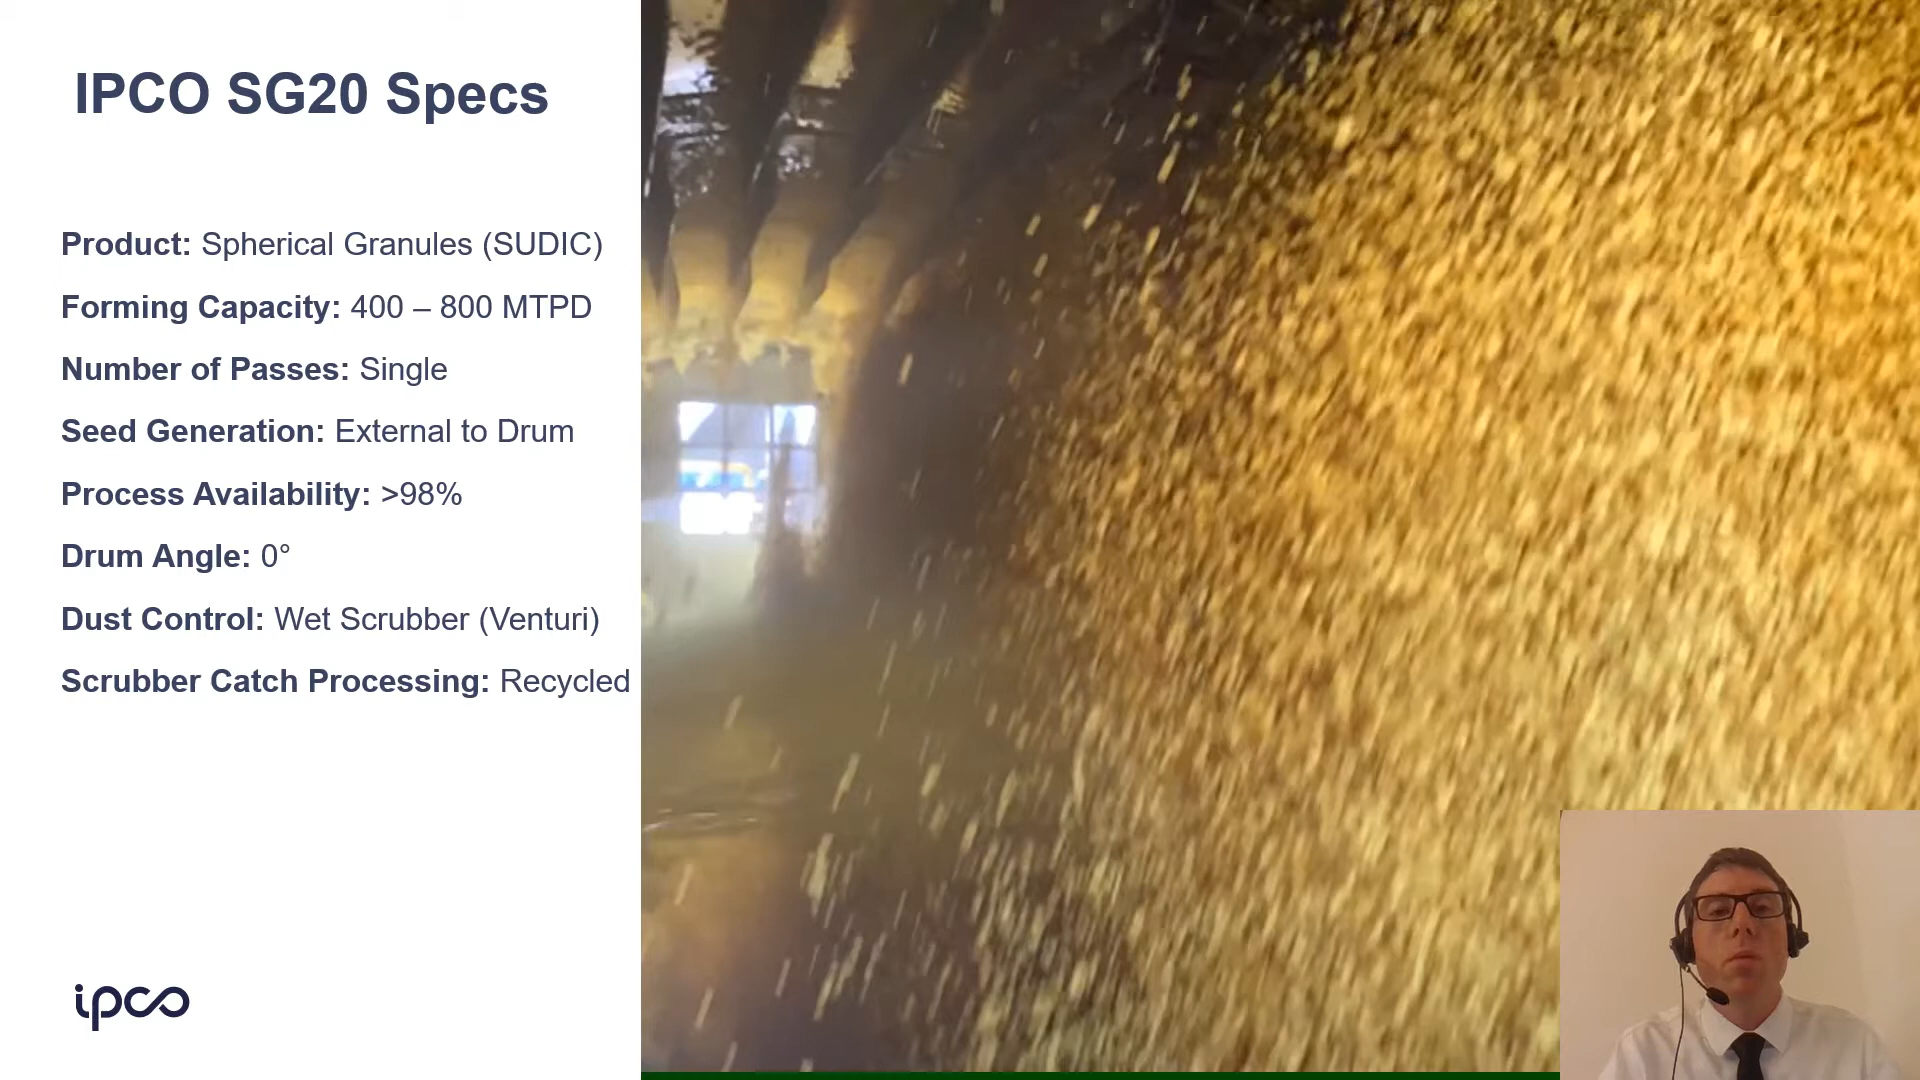 IPCO SG20 Specs
Product: Spherical Granules (SUDIC)
Forming Capacity: 400 – 800 MTPD
Number of Passes: Single
Seed Generation: External to Drum
Process Availability: >98%
Drum Angle: 0°
Dust Control: Wet Scrubber (Venturi)
Scrubber Catch Processing: Recycled
ipco